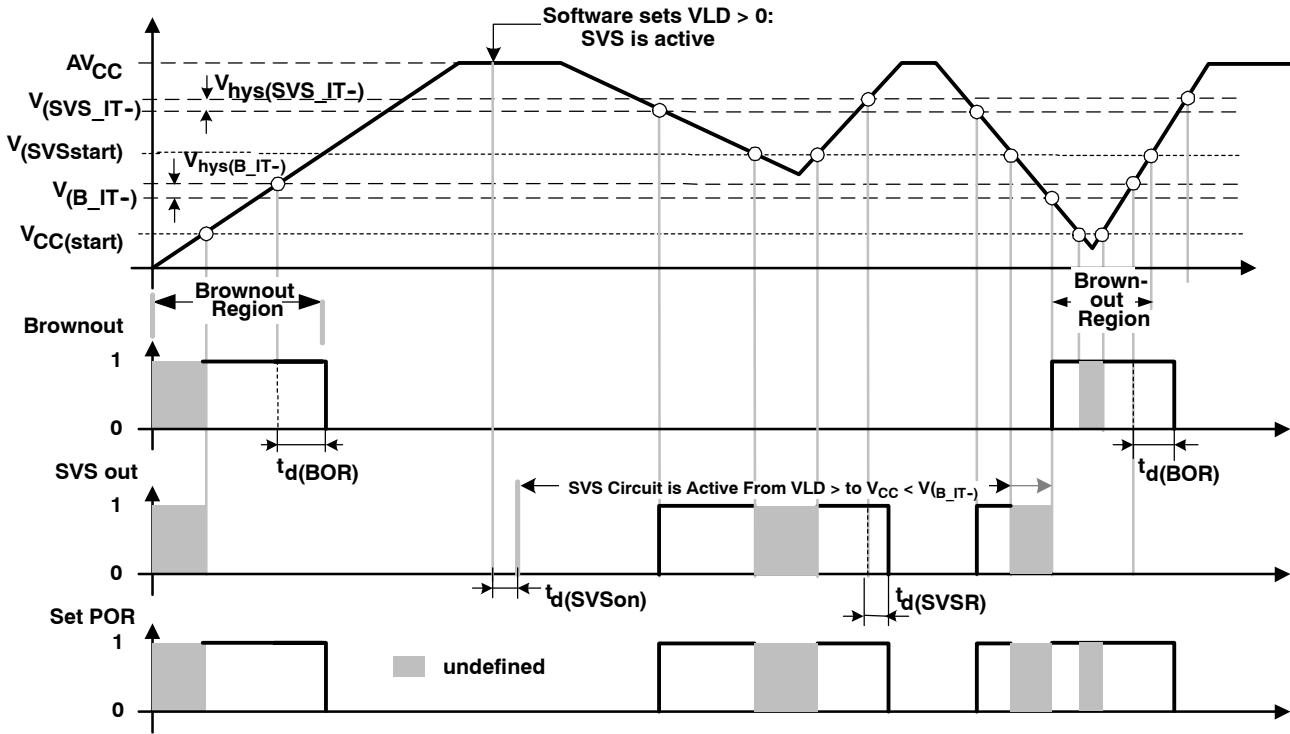 Software sets VLD > 0:
SVS is active
AVCC
Vhys(SVS_IT-)
V(SVS_IT-)
V(SVSstart)
Vhys(B_IT-)
V(B_IT-)
VCC(start)
Brownout
Region
Brown-
out
Region
Brownout
1
0
td(BOR)
td(BOR)
SVS out
SVS Circuit is Active From VLD > to VCC < V(B_IT-)
1
0
td(SVSon)
td(SVSR)
Set POR
1
undefined
0